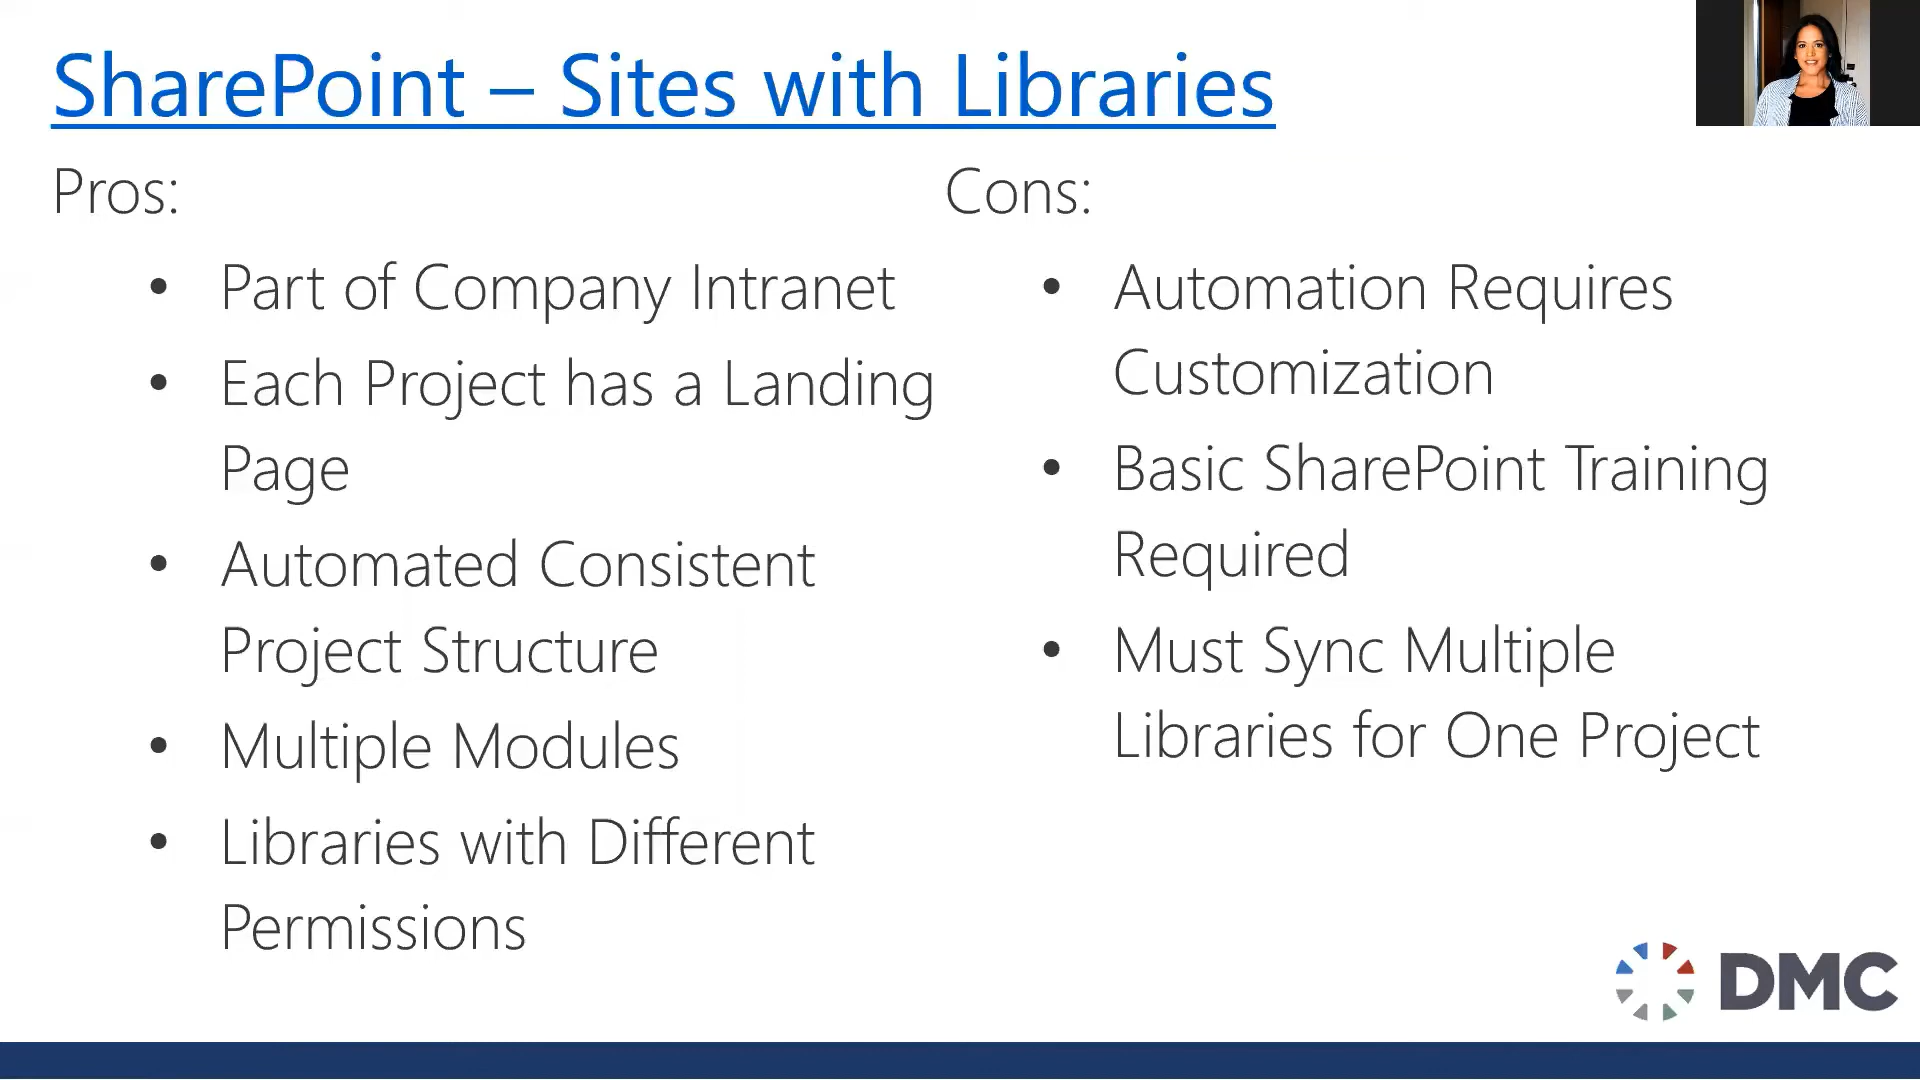 SharePoint – Sites with Libraries
Pros:
• Part of Company Intranet
• Each Project has a Landing
Page
• Automated Consistent
Project Structure
• Multiple Modules
• Libraries with Different
Permissions
Cons:
• Automation Requires
Customization
• Basic SharePoint Training
Required
• Must Sync Multiple
Libraries for One Project
DMC